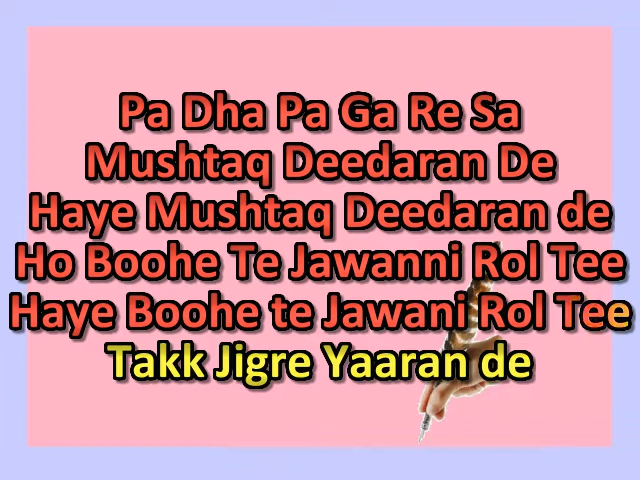 Pa Dha Pa Ga Re Sa
Mushtaq Deedaran De
Haye Mushtaq Deedaran de
Ho Boohe Te Jawanni Rol Tee
Haye Boohe te Jawani Rol Tee
Takk Jigre Yaaran de